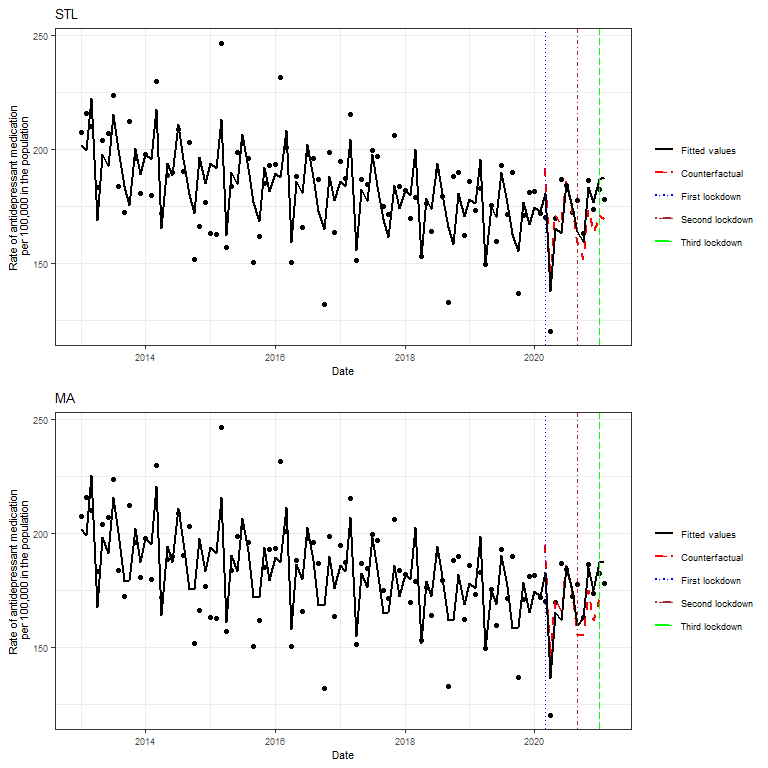 STL
Rate of antidepressant medication
per 100,000 in the population
250
200
150
2014
2016
2018
2020
Date
Fitted values
Counterfactual
First lockdown
Second lockdown
Third lockdown
MA
Rate of antidepressant medication
per 100,000 in the population
250
200
150
2014
2016
2018
2020
Date
Fitted values
Counterfactual
First lockdown
Second lockdown
Third lockdown